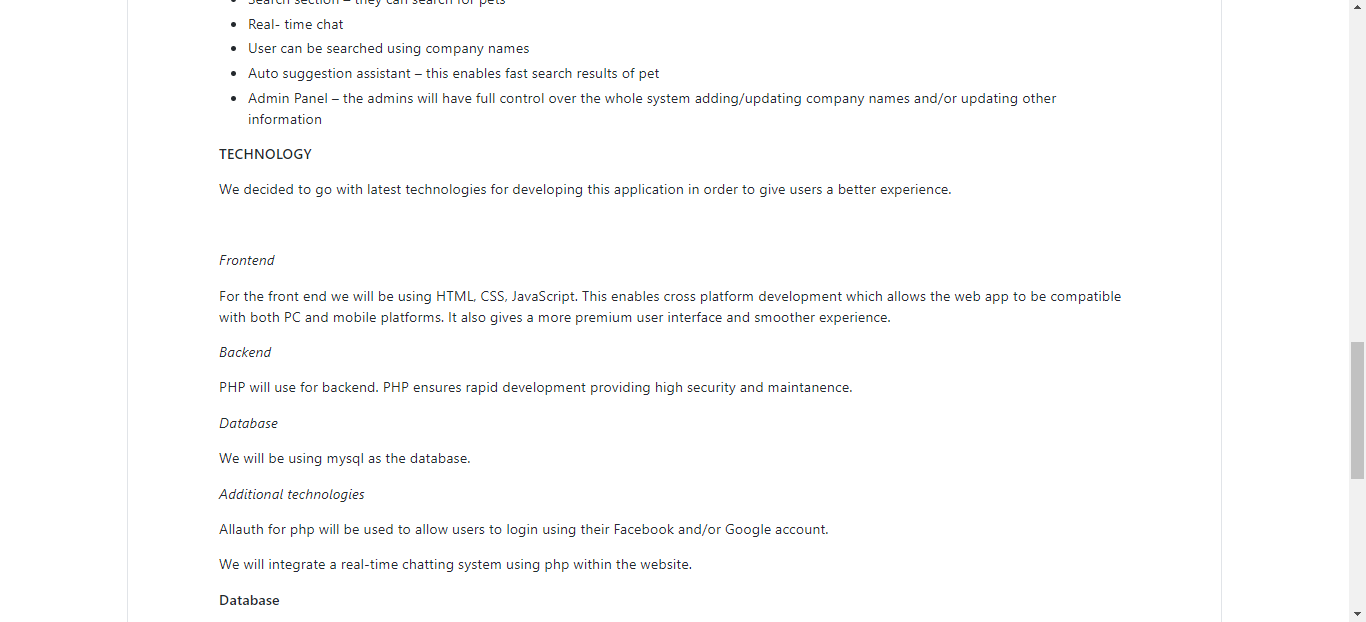 Search section – they can search for pets
Real- time chat
User can be searched using company names
Auto suggestion assistant – this enables fast search results of pet
Admin Panel – the admins will have full control over the whole system adding/updating company names and/or updating other
information
TECHNOLOGY
We decided to go with latest technologies for developing this application in order to give users a better experience.
Frontend
For the front end we will be using HTML, CSS, JavaScript. This enables cross platform development which allows the web app to be compatible
with both PC and mobile platforms. It also gives a more premium user interface and smoother experience.
Backend
PHP will use for backend. PHP ensures rapid development providing high security and maintanence.
Database
We will be using mysql as the database.
Additional technologies
Allauth for php will be used to allow users to login using their Facebook and/or Google account.
We will integrate a real-time chatting system using php within the website.
Database